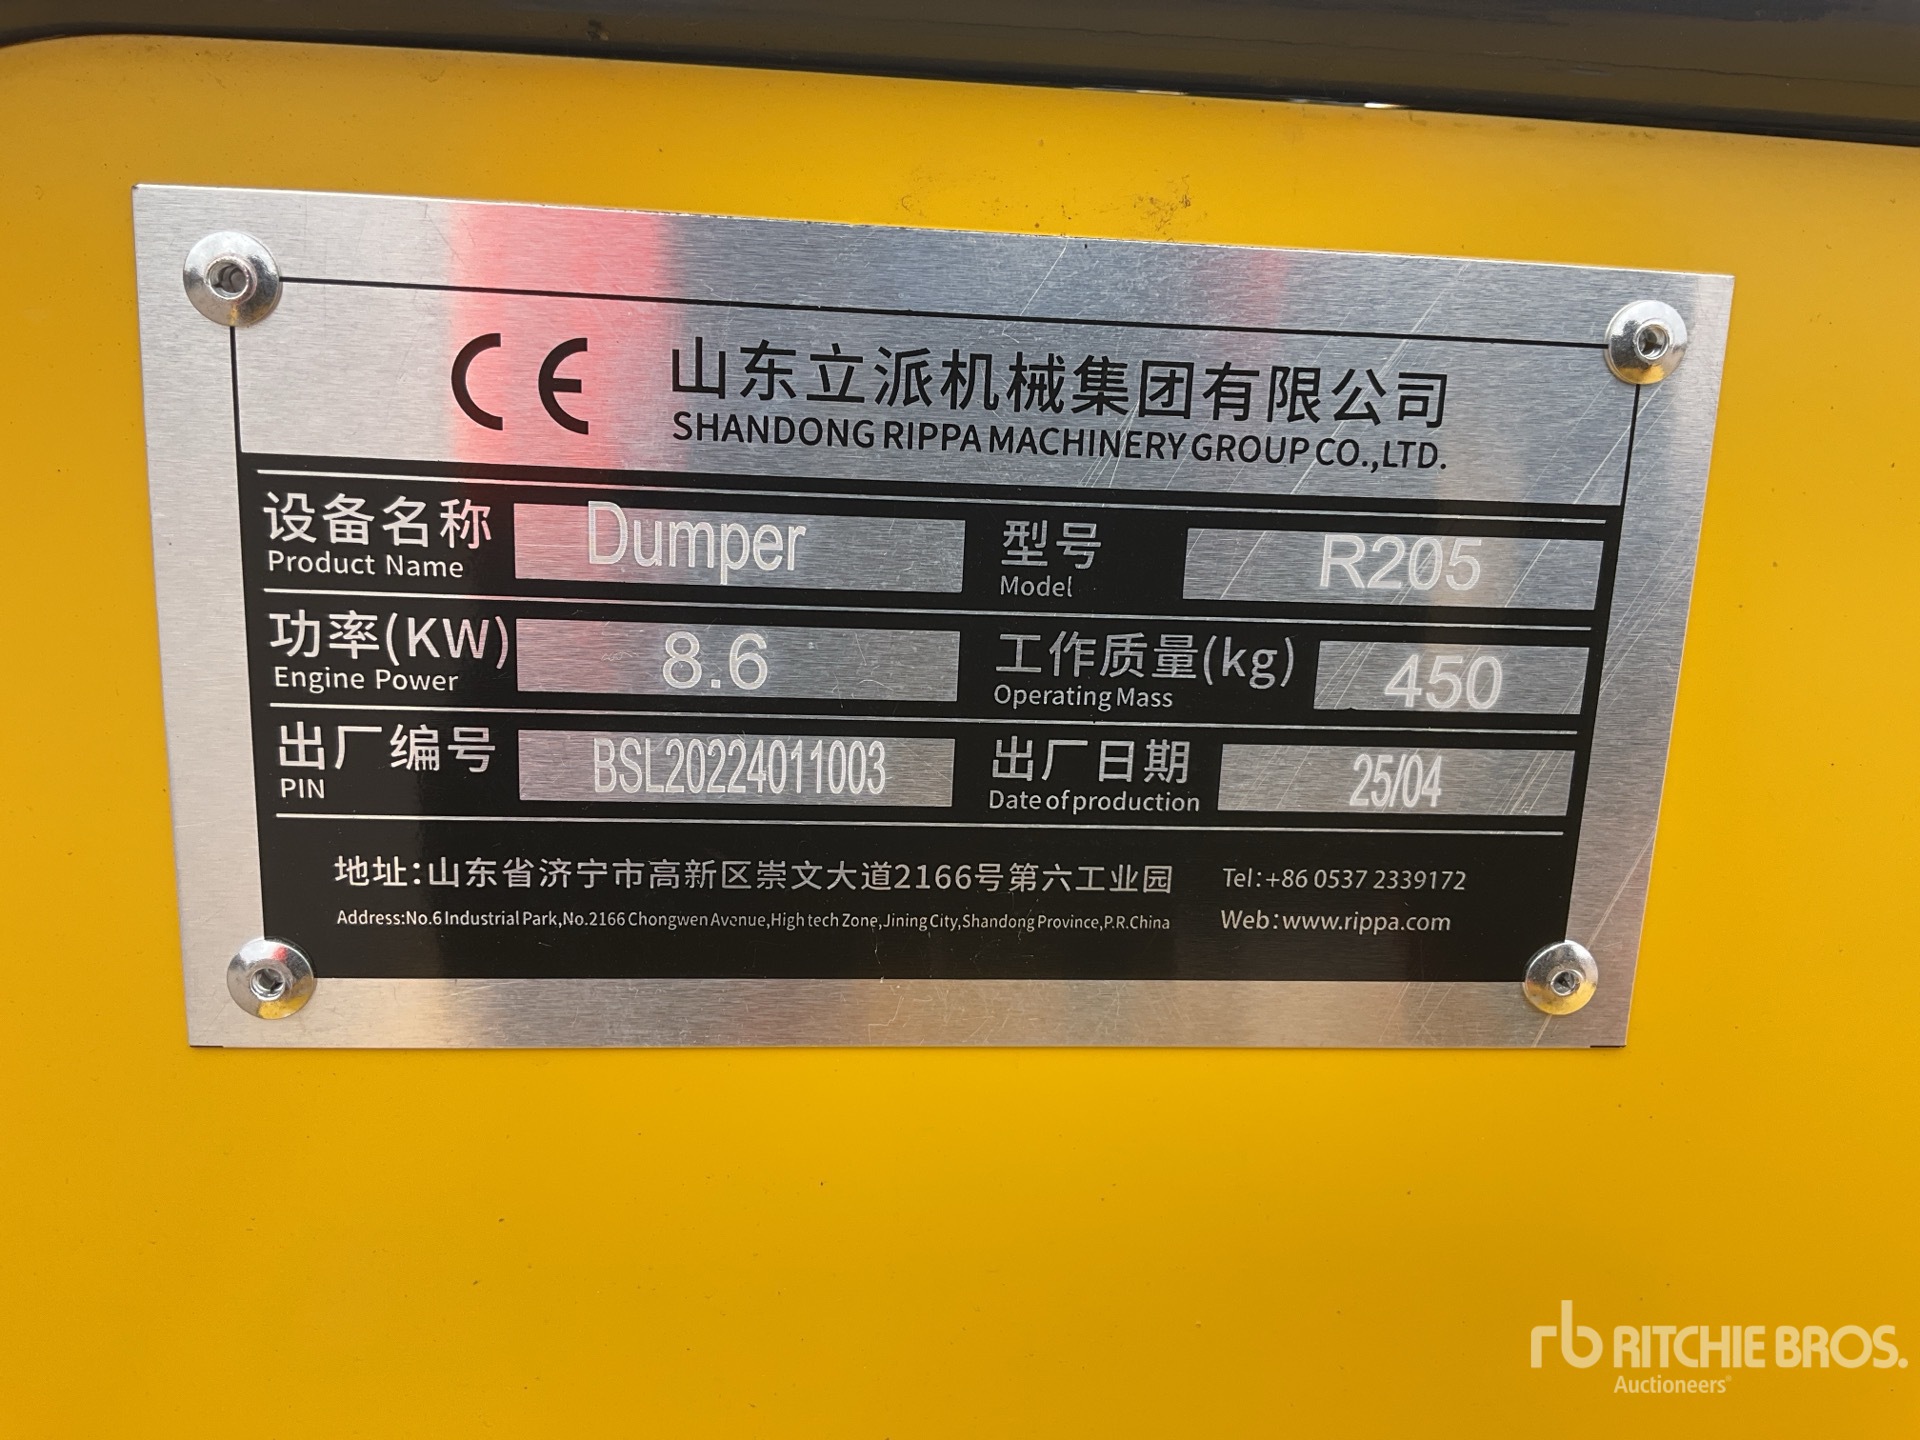 CE 山东立派机械集团有限公司
SHANDONG RIPPA MACHINERY GROUP CO.,LTD.
设备名称 Dumper 型号 R205
Product Name Model
功率(KW) 8.6 工作质量(kg) 450
Engine Power Operating Mass
出厂编号 BSL20224011003 出厂日期 25/04
PIN Date of production
地址:山东省济宁市高新区崇文大道2166号第六工业园 Tel:+86 0537 2339172
Address:No.6 Industrial Park,No.2166 Chongwen Avenue,High tech Zone,Jining City,Shandong Province,P.R.China Web:www.rippa.com
rb RITCHIE BROS.
Auctioneers